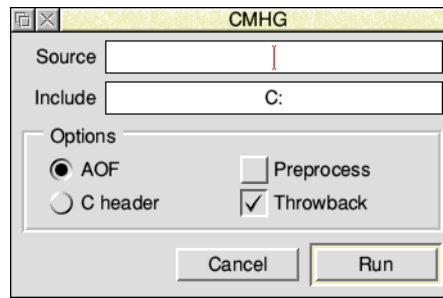 CMHG
Source
Include C:
Options
AOF Preprocess
C header Throwback
Cancel Run